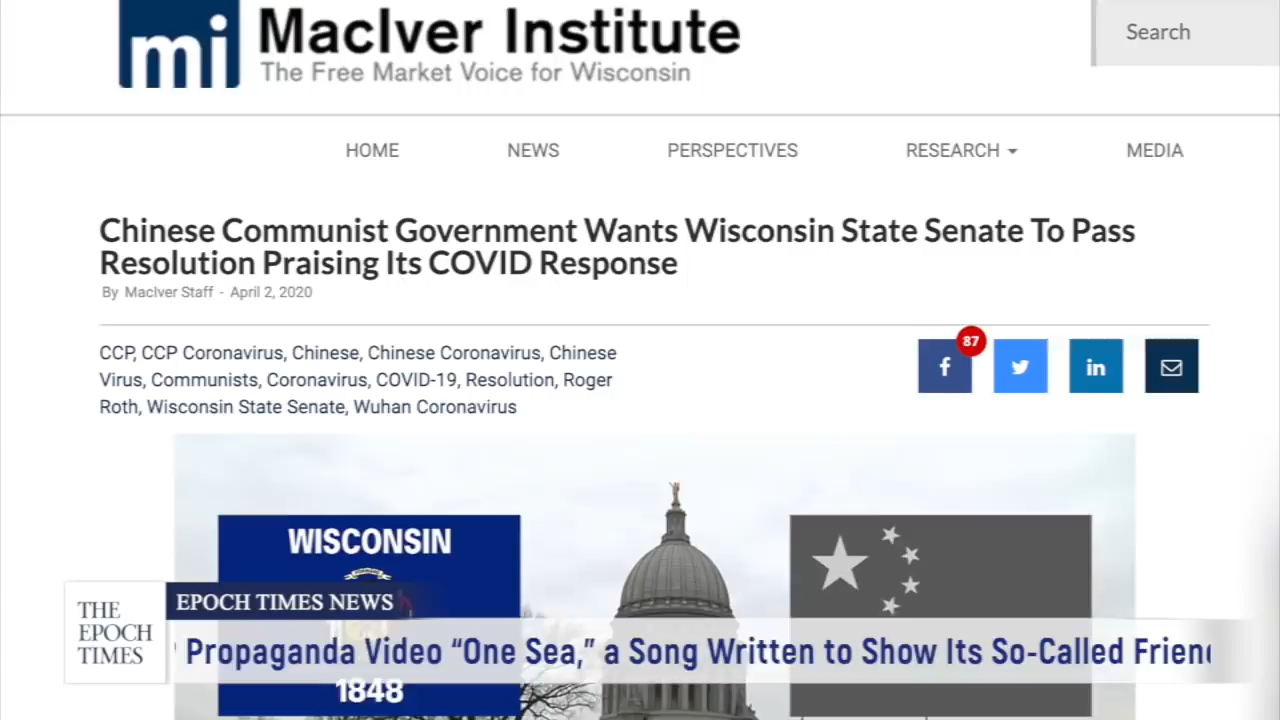 mi MacIver Institute
The Free Market Voice for Wisconsin
Search
HOME NEWS PERSPECTIVES RESEARCH MEDIA
Chinese Communist Government Wants Wisconsin State Senate To Pass
Resolution Praising Its COVID Response
By MacIver Staff - April 2, 2020
CCP, CCP Coronavirus, Chinese, Chinese Coronavirus, Chinese
Virus, Communists, Coronavirus, COVID-19, Resolution, Roger
Roth, Wisconsin State Senate, Wuhan Coronavirus
87
f in
WISCONSIN
1848
THE
EPOCH
TIMES
EPOCH TIMES NEWS
Propaganda Video “One Sea,” a Song Written to Show Its So-Called Frien